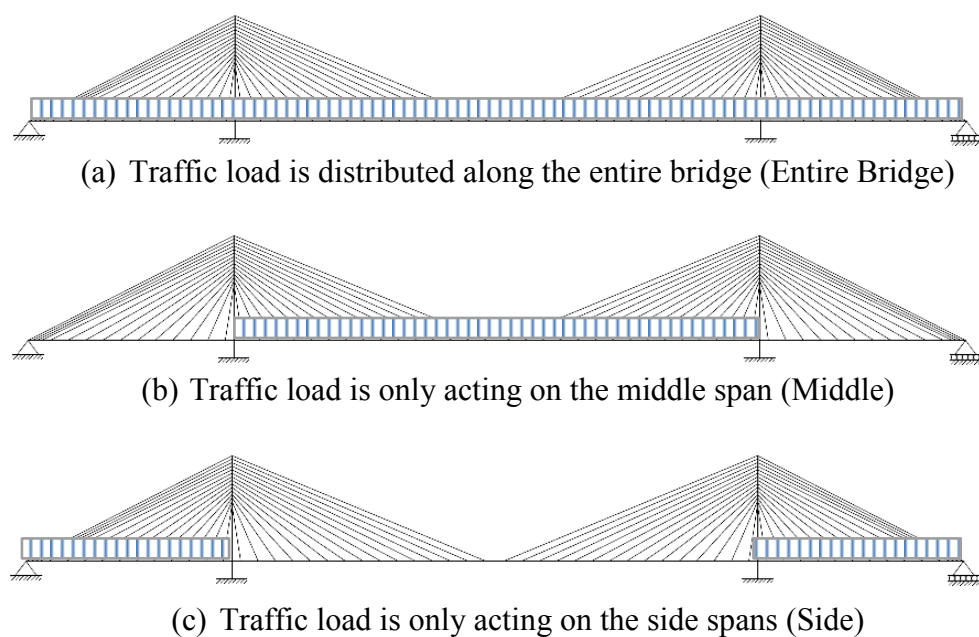 (a) Traffic load is distributed along the entire bridge (Entire Bridge)
(b) Traffic load is only acting on the middle span (Middle)
(c) Traffic load is only acting on the side spans (Side)